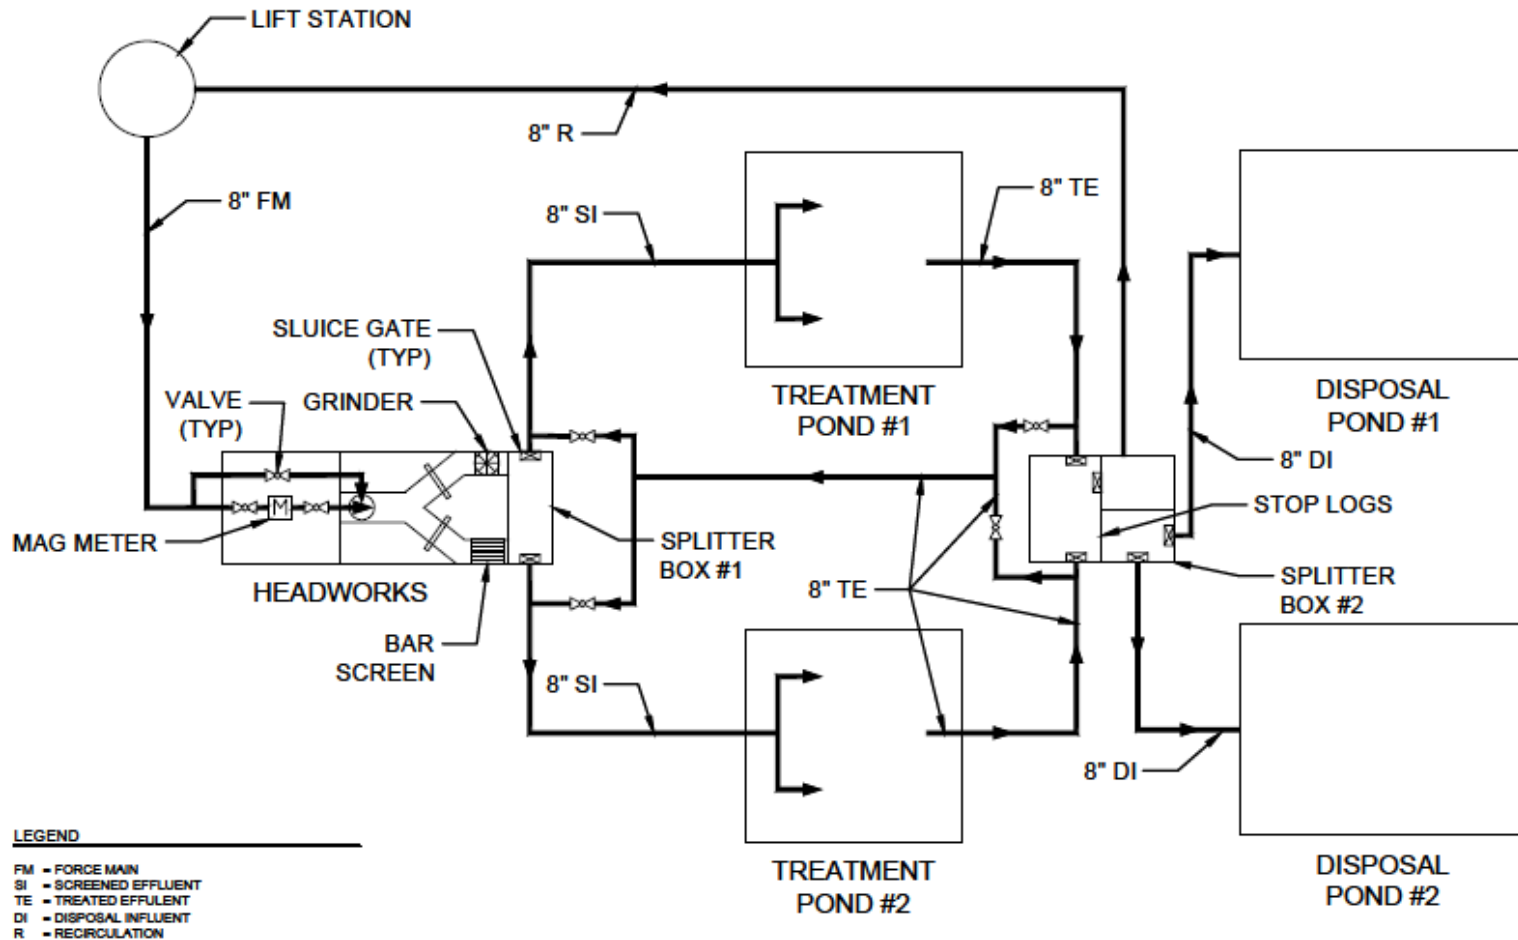 LIFT STATION
8" R
8" FM
8" SI
8" TE
SLUICE GATE
(TYP)
TREATMENT
POND #1
DISPOSAL
POND #1
VALVE
(TYP)
GRINDER
8" DI
M
STOP LOGS
MAG METER
SPLITTER
BOX #1
HEADWORKS
8" TE
SPLITTER
BOX #2
BAR
SCREEN
8" SI
8" DI
TREATMENT
POND #2
DISPOSAL
POND #2
LEGEND
FM - FORCE MAIN
SI - SCREENED EFFLUENT
TE - TREATED EFFULENT
DI - DISPOSAL INFLUENT
R - RECIRCULATION